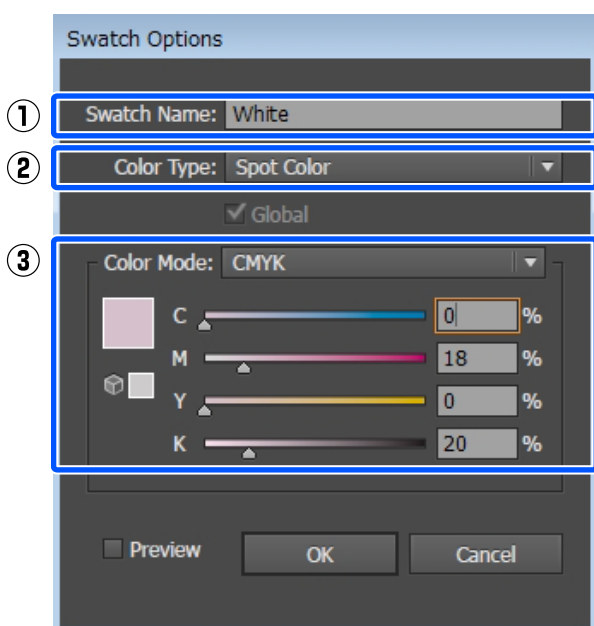 Swatch Options
① Swatch Name: White
② Color Type: Spot Color
Global
③ Color Mode: CMYK
C 0 %
M 18 %
Y 0 %
K 20 %
Preview OK Cancel